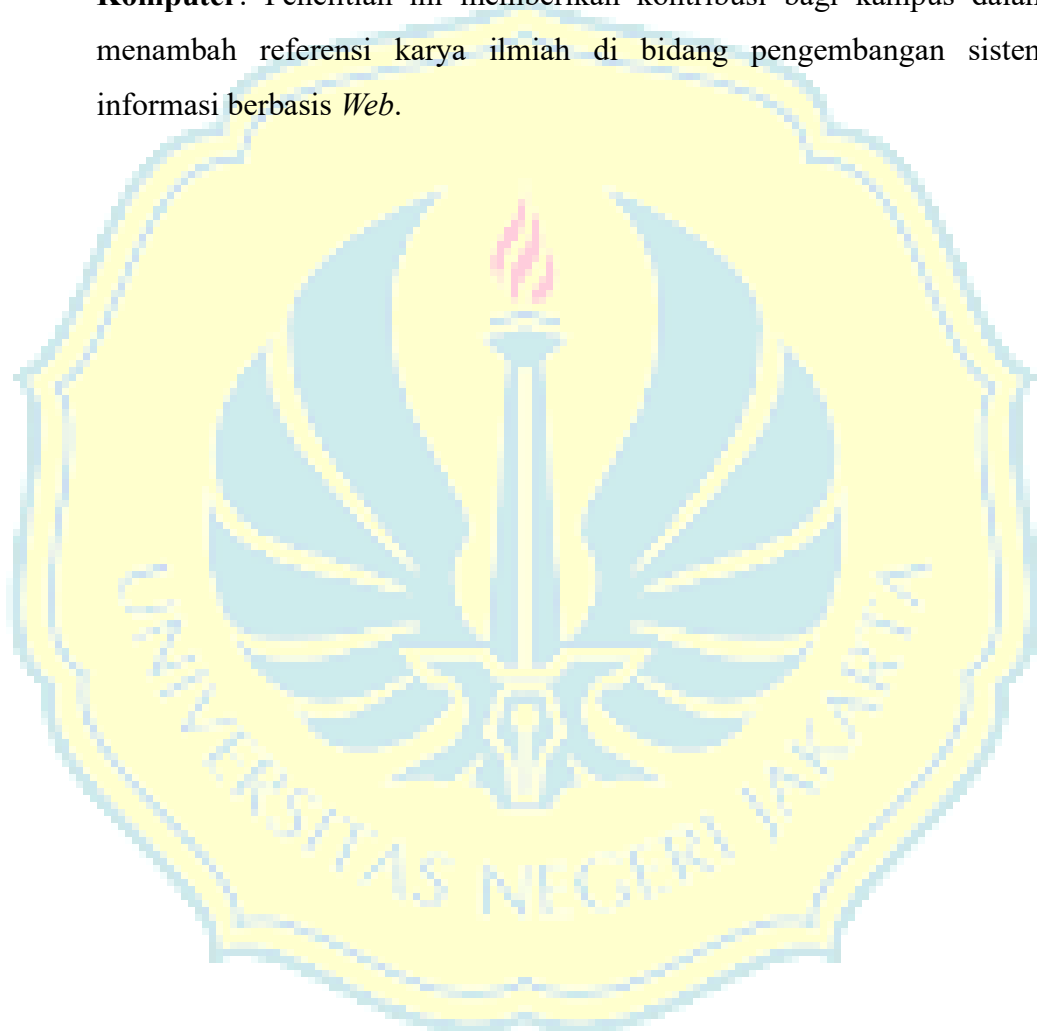 Komputer: Penelitian ini memberikan kontribusi bagi kampus dalam
menambah referensi karya ilmiah di bidang pengembangan sistem
informasi berbasis Web.
UNIVERSITAS NEGERI JAKARTA